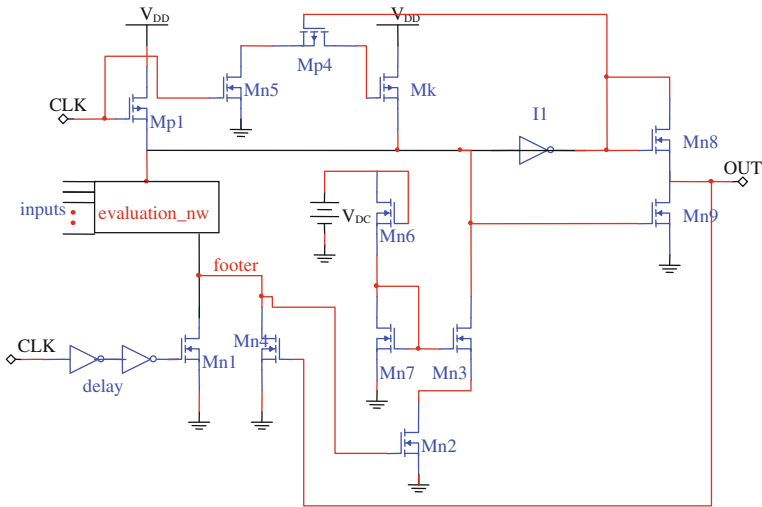 VDD
VDD
Mp4
Mn5
Mk
CLK
Mp1
I1
Mn8
OUT
inputs
evaluation_nw
VDC
Mn6
Mn9
footer
CLK
Mn1
Mn4
Mn7
Mn3
delay
Mn2